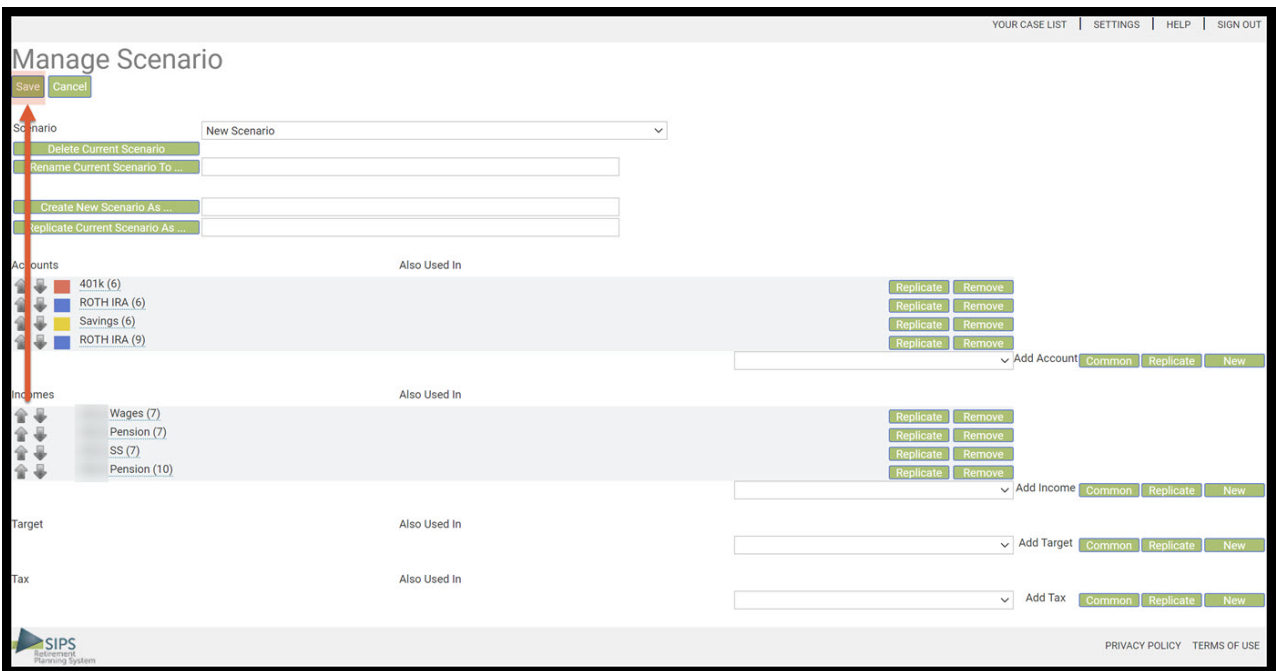 YOUR CASE LIST SETTINGS HELP SIGN OUT
Manage Scenario
Save Cancel
Scenario New Scenario
Delete Current Scenario
Rename Current Scenario To ...
Create New Scenario As ...
Replicate Current Scenario As ...
Accounts Also Used In
401k (6) Replicate Remove
ROTH IRA (6) Replicate Remove
Savings (6) Replicate Remove
ROTH IRA (9) Replicate Remove
Add Account Common Replicate New
Incomes Also Used In
Wages (7) Replicate Remove
Pension (7) Replicate Remove
SS (7) Replicate Remove
Pension (10) Replicate Remove
Add Income Common Replicate New
Target Also Used In
Add Target Common Replicate New
Tax Also Used In
Add Tax Common Replicate New
SIPS
Retirement
Planning System
PRIVACY POLICY TERMS OF USE